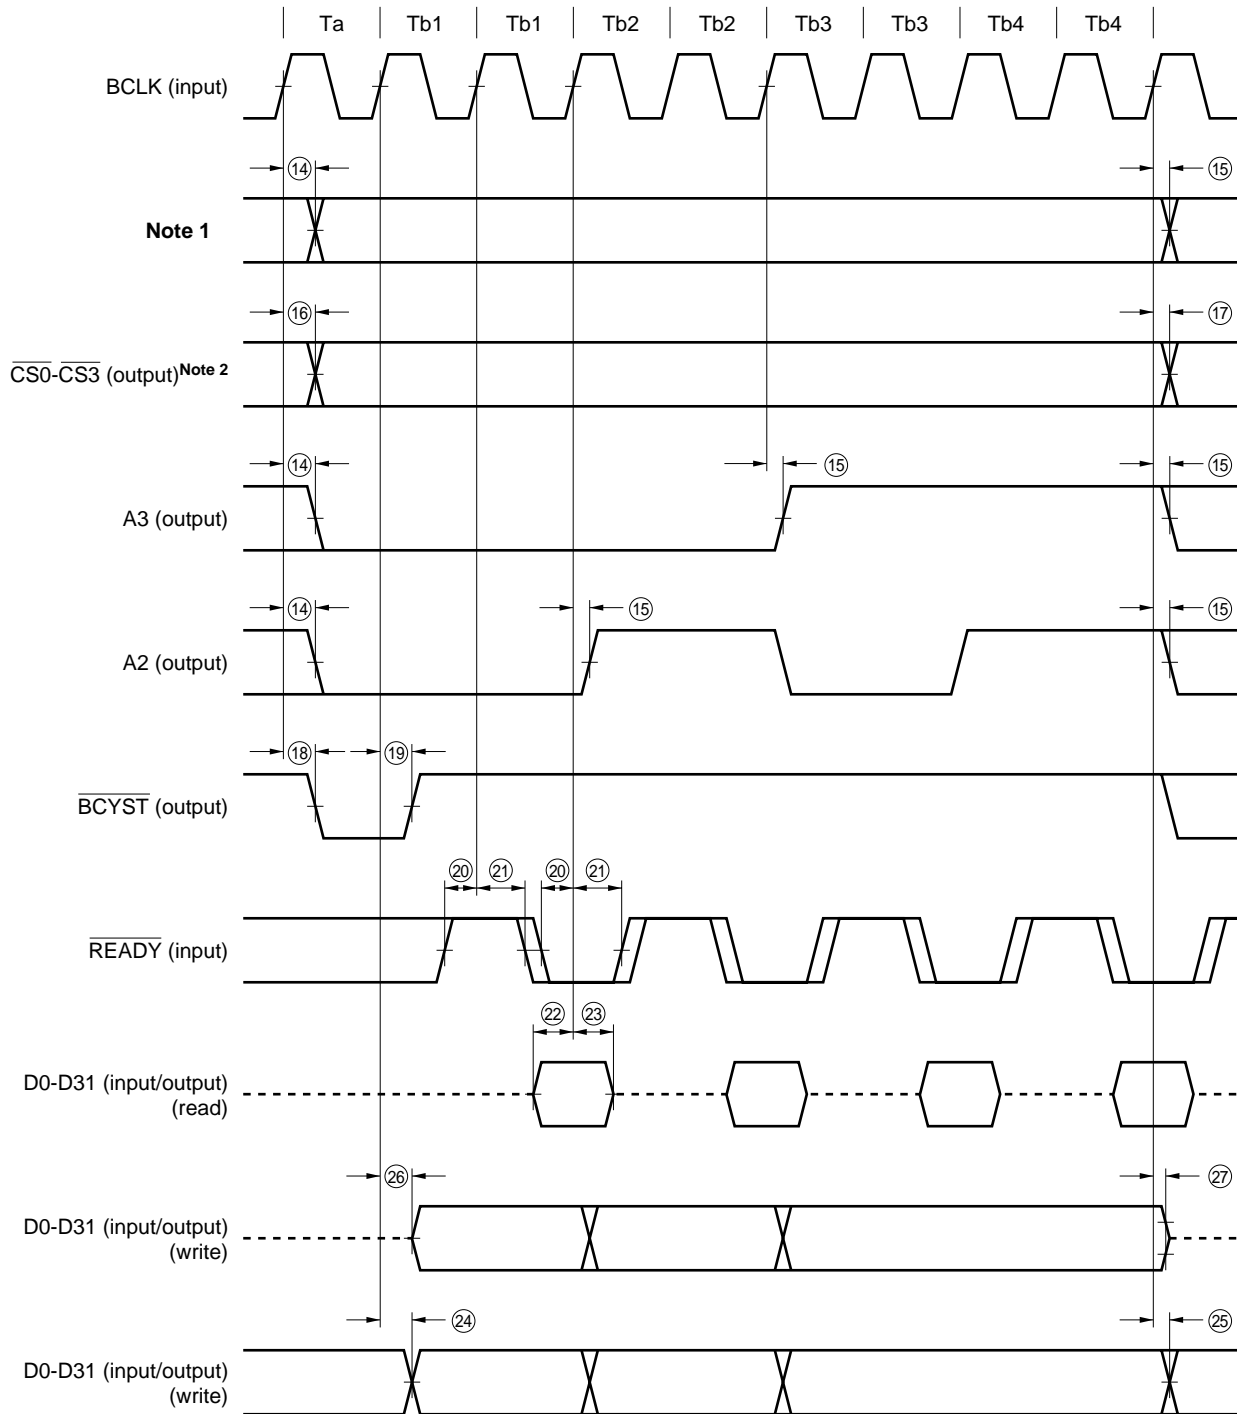 Ta Tb1 Tb1 Tb2 Tb2 Tb3 Tb3 Tb4 Tb4
BCLK (input)
14 15
Note 1
16 17
CS0-CS3 (output)Note 2
14 15 15
A3 (output)
14 15 15
A2 (output)
18 19
BCYST (output)
20 21 20 21
READY (input)
22 23
D0-D31 (input/output)
(read)
26 27
D0-D31 (input/output)
(write)
24 25
D0-D31 (input/output)
(write)